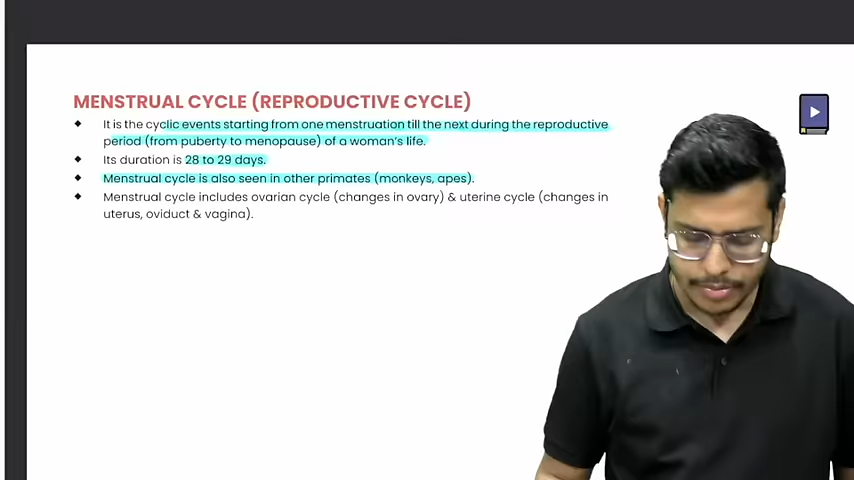 MENSTRUAL CYCLE (REPRODUCTIVE CYCLE)
It is the cyclic events starting from one menstruation till the next during the reproductive
period (from puberty to menopause) of a woman's life.
Its duration is 28 to 29 days.
Menstrual cycle is also seen in other primates (monkeys, apes).
Menstrual cycle includes ovarian cycle (changes in ovary) & uterine cycle (changes in
uterus, oviduct & vagina).